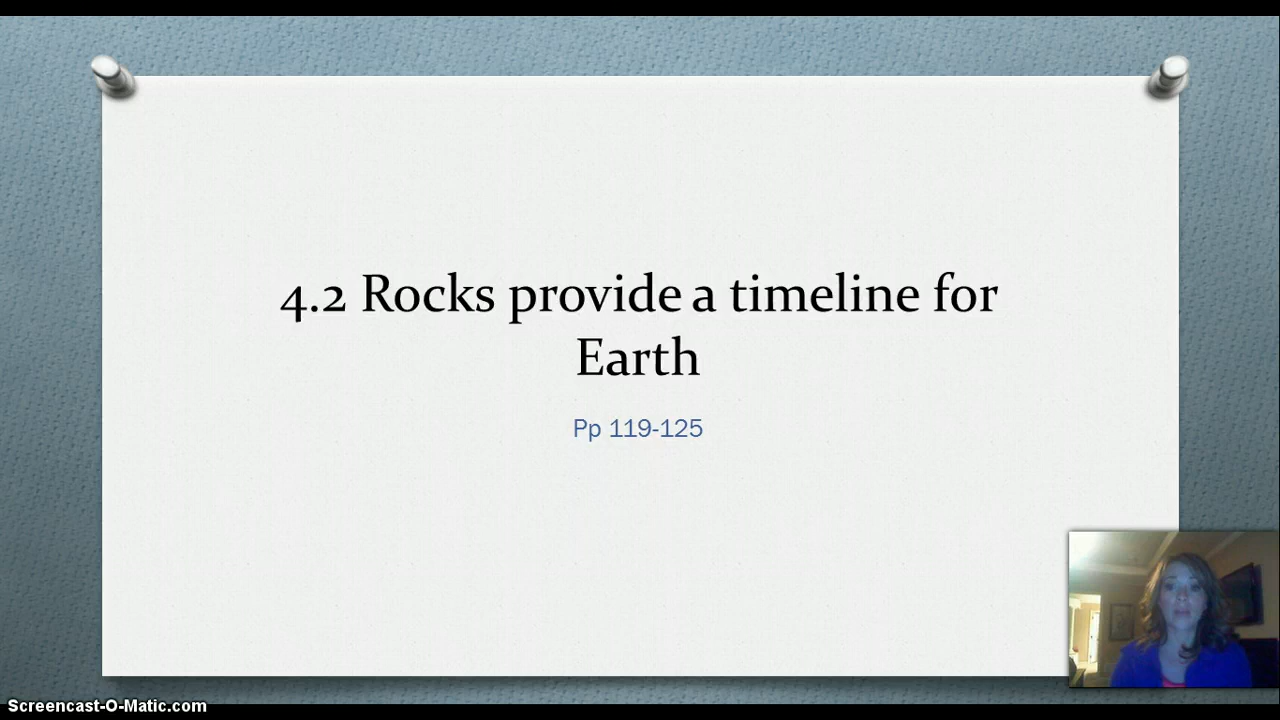 4.2 Rocks provide a timeline for
Earth
Pp 119-125
Screencast-O-Matic.com